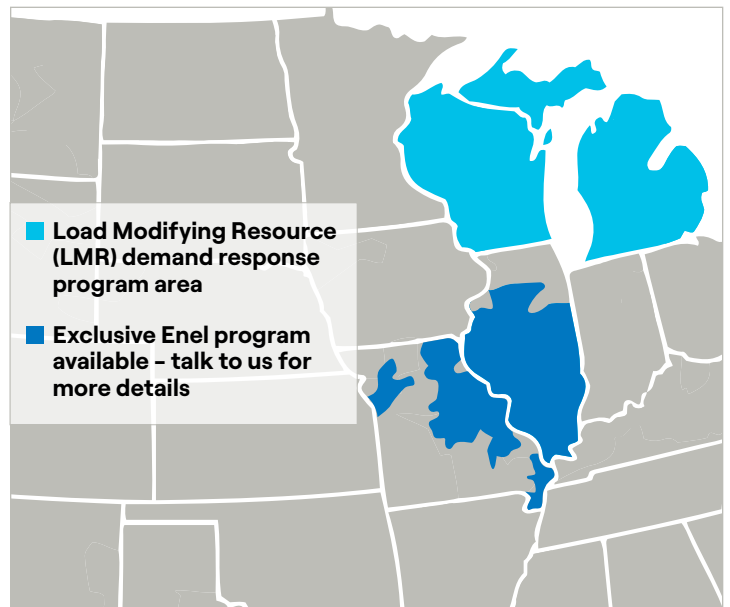 Load Modifying Resource
(LMR) demand response
program area
Exclusive Enel program
available – talk to us for
more details